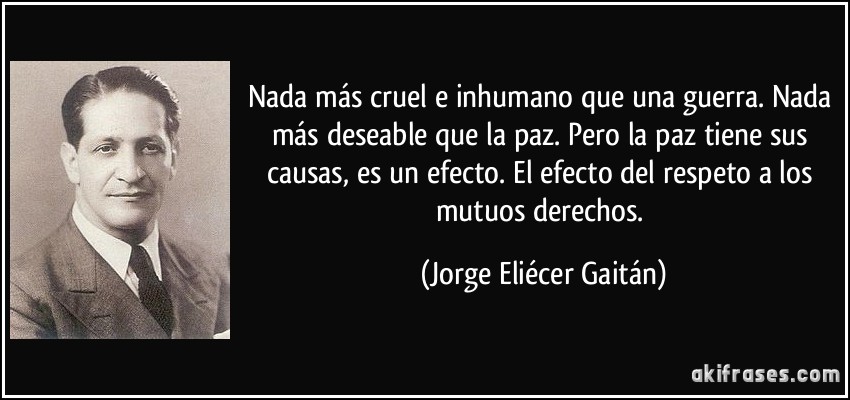 Nada más cruel e inhumano que una guerra. Nada
más deseable que la paz. Pero la paz tiene sus
causas, es un efecto. El efecto del respeto a los
mutuos derechos.
(Jorge Eliécer Gaitán)
akifrases.com